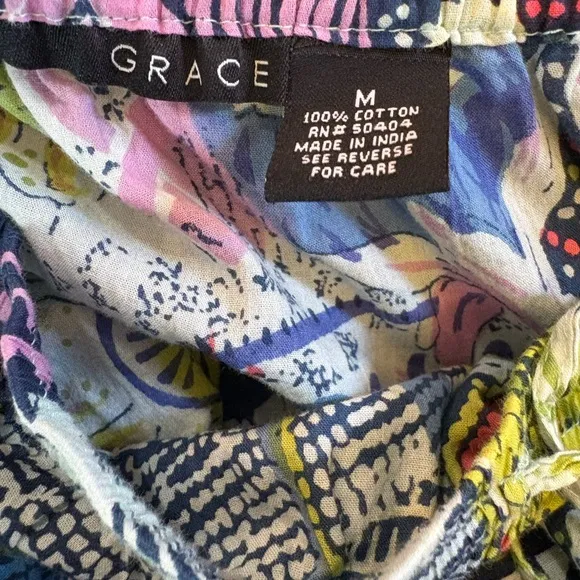 GRACE
M
100% COTTON
RN# 50404
MADE IN INDIA
SEE REVERSE
FOR CARE